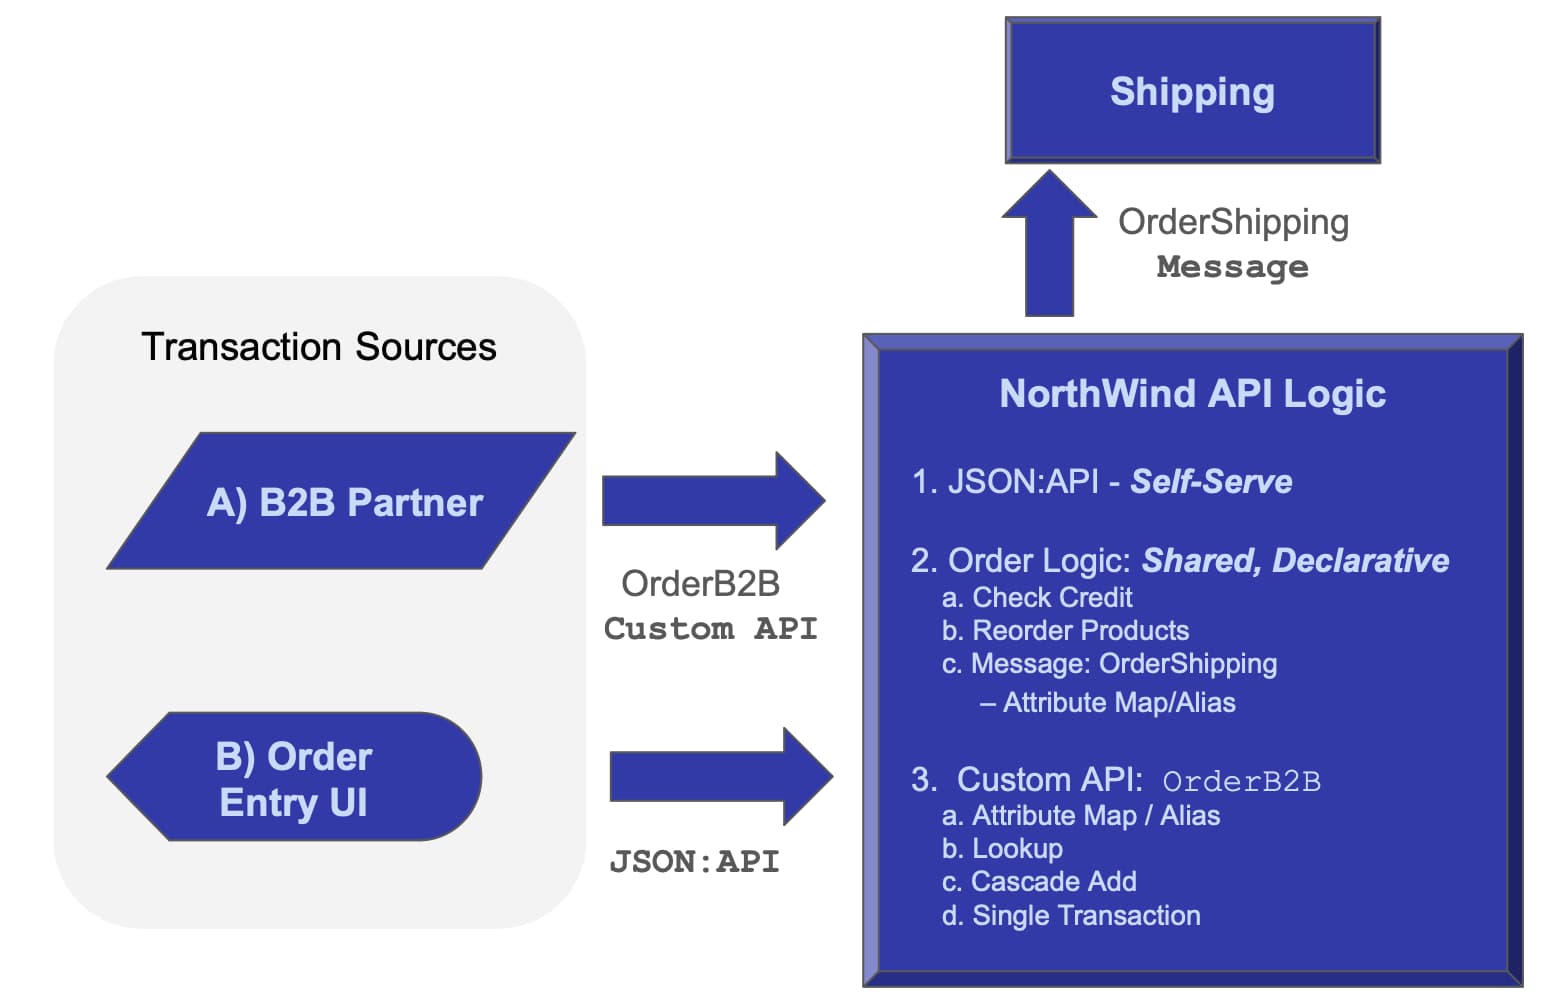 Shipping
OrderShipping
Message
Transaction Sources
A) B2B Partner
OrderB2B
Custom API
B) Order
Entry UI
JSON:API
NorthWind API Logic
1. JSON:API - Self-Serve
2. Order Logic: Shared, Declarative
a. Check Credit
b. Reorder Products
c. Message: OrderShipping
– Attribute Map/Alias
3. Custom API: OrderB2B
a. Attribute Map / Alias
b. Lookup
c. Cascade Add
d. Single Transaction